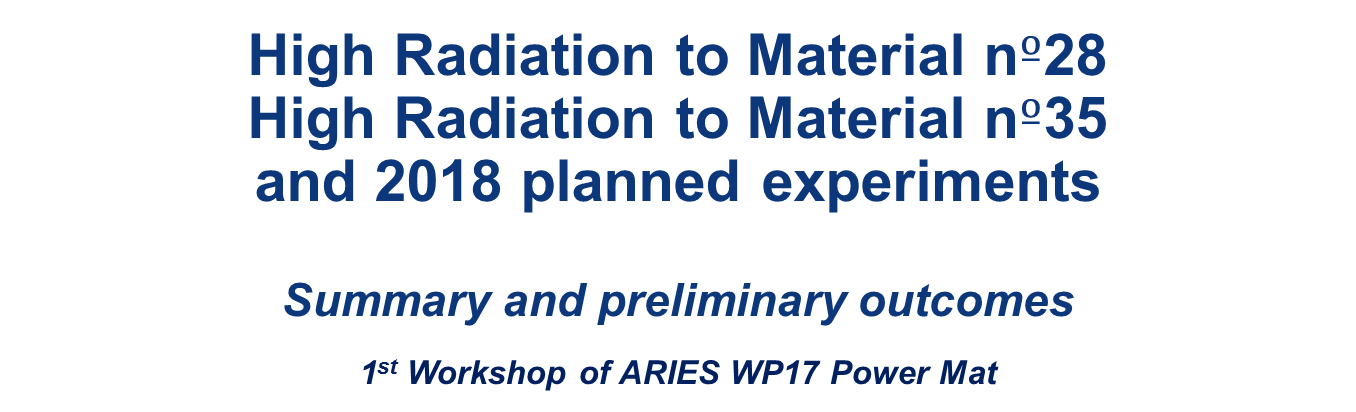 High Radiation to Material nº28
High Radiation to Material nº35
and 2018 planned experiments
Summary and preliminary outcomes
1st Workshop of ARIES WP17 Power Mat